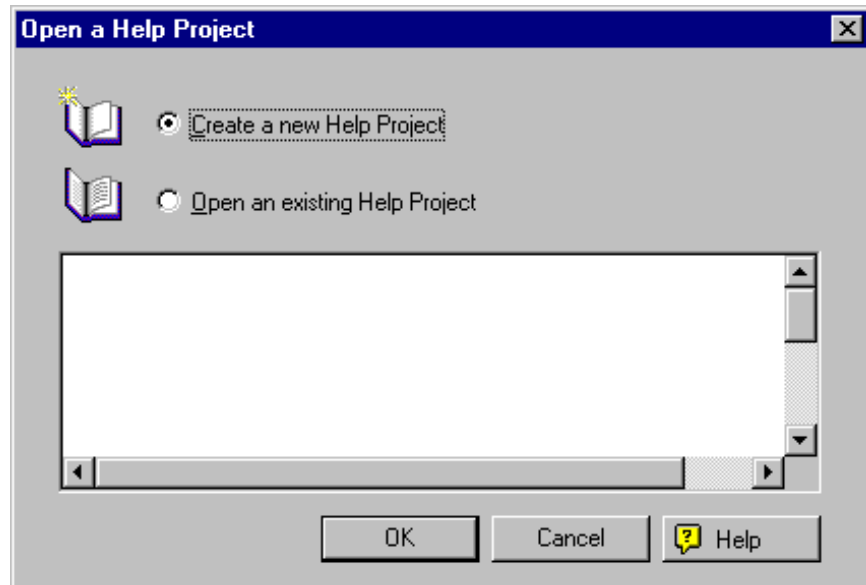 Open a Help Project
Create a new Help Project
Open an existing Help Project
OK
Cancel
Help